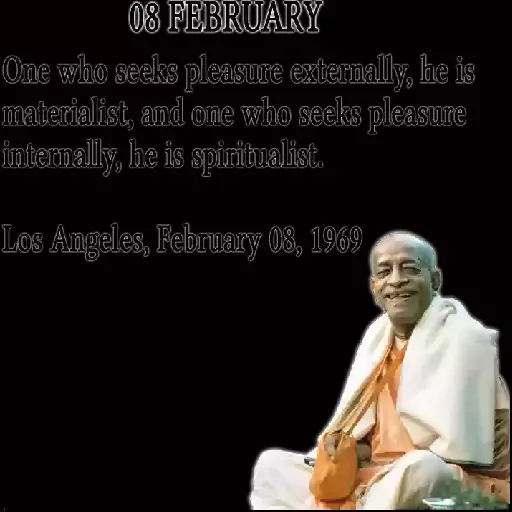 08 FEBRUARY
One who seeks pleasure externally, he is
materialist, and one who seeks pleasure
internally, he is spiritualist.
Los Angeles, February 08, 1969